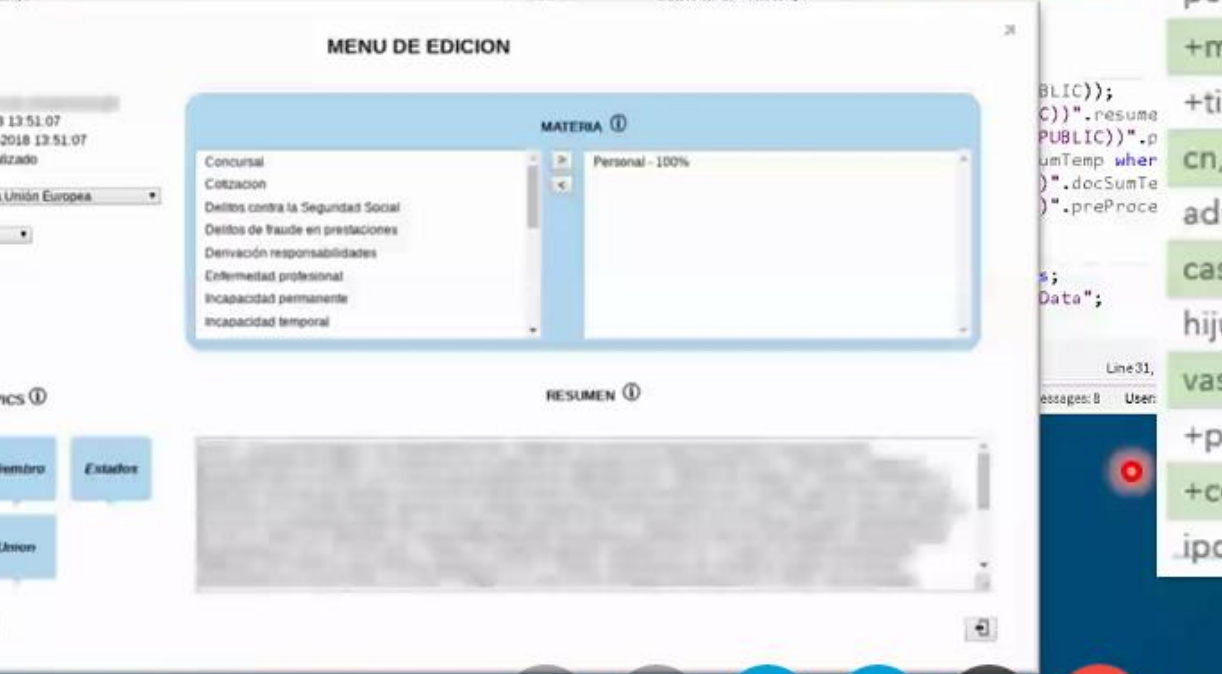 MENU DE EDICION
13:51:07
2018 13:51:07
Unión Europea
MATERIA
Concursal
Cotizacion
Delitos contra la Seguridad Social
Delitos de fraude en prestaciones
Derivación responsabilidades
Enfermedad profesional
Incapacidad permanente
Incapacidad temporal
>
<
Personal - 100%
RESUMEN
Estados
Union
BLIC));
C))".resume
PUBLIC))".p
umTemp wher
)".docSumTe
)".preProce
s;
Data";
Line 31,
essages: 8 User:
+m
+ti
cn,
ad
cas
hiju
vas
+p
+c
ipo